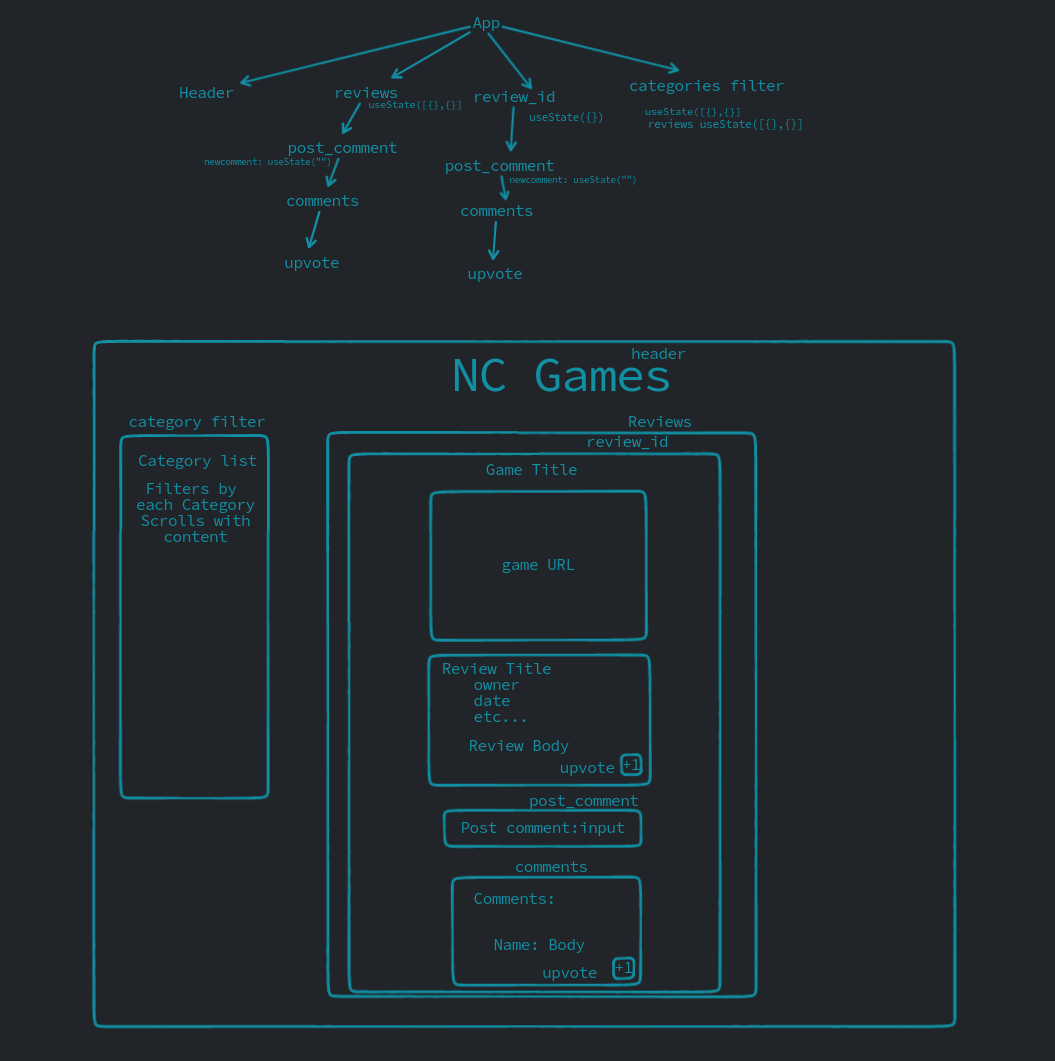 App
Header
reviews
useState([{},{}]
review_id
useState({})
categories filter
useState([{},{}]
reviews useState([{},{}]
post_comment
newcomment: useState("")
post_comment
newcomment: useState("")
comments
comments
upvote
upvote
header
NC Games
category filter
Category list
Filters by
each Category
Scrolls with
content
Reviews
review_id
Game Title
game URL
Review Title
owner
date
etc...
Review Body
upvote +1
post_comment
Post comment:input
comments
Comments:
Name: Body
upvote +1